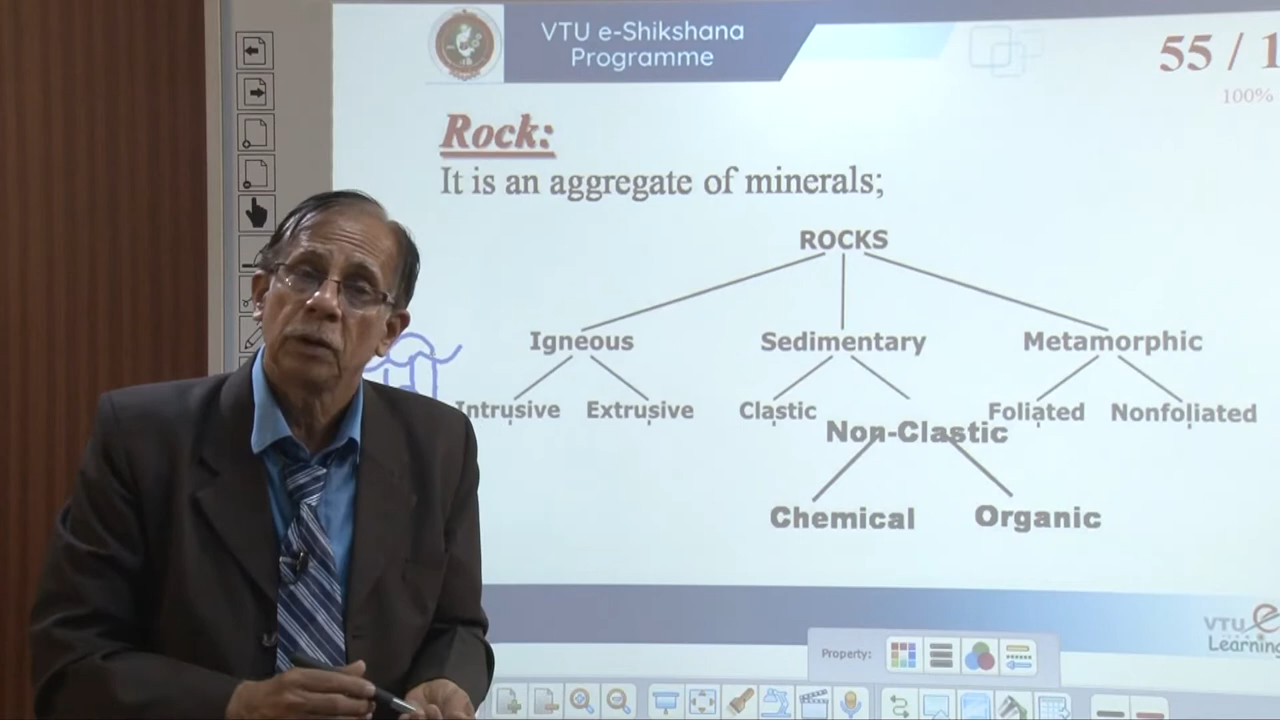 VTU e-Shikshana
Programme
55 / 1
100%
Rock:
It is an aggregate of minerals;
ROCKS
Igneous Sedimentary Metamorphic
Intrusive Extrusive Clastic Foliated Nonfoliated
Non-Clastic
Chemical Organic
VTU e
Learning
Property: